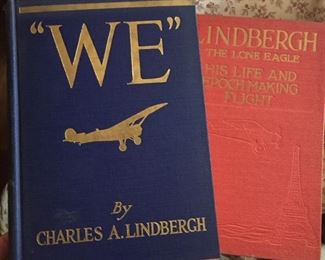 "WE"
By
CHARLES A. LINDBERGH
LINDBERGH
THE LONE EAGLE
HIS LIFE AND
EPOCH MAKING
FLIGHT